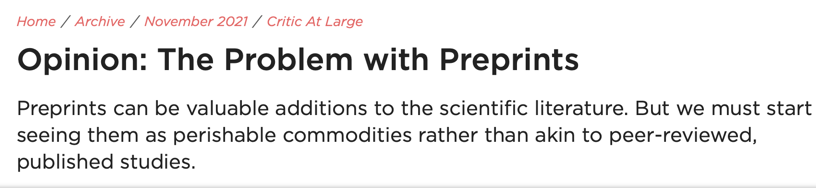 Home / Archive / November 2021 / Critic At Large
Opinion: The Problem with Preprints
Preprints can be valuable additions to the scientific literature. But we must start
seeing them as perishable commodities rather than akin to peer-reviewed,
published studies.